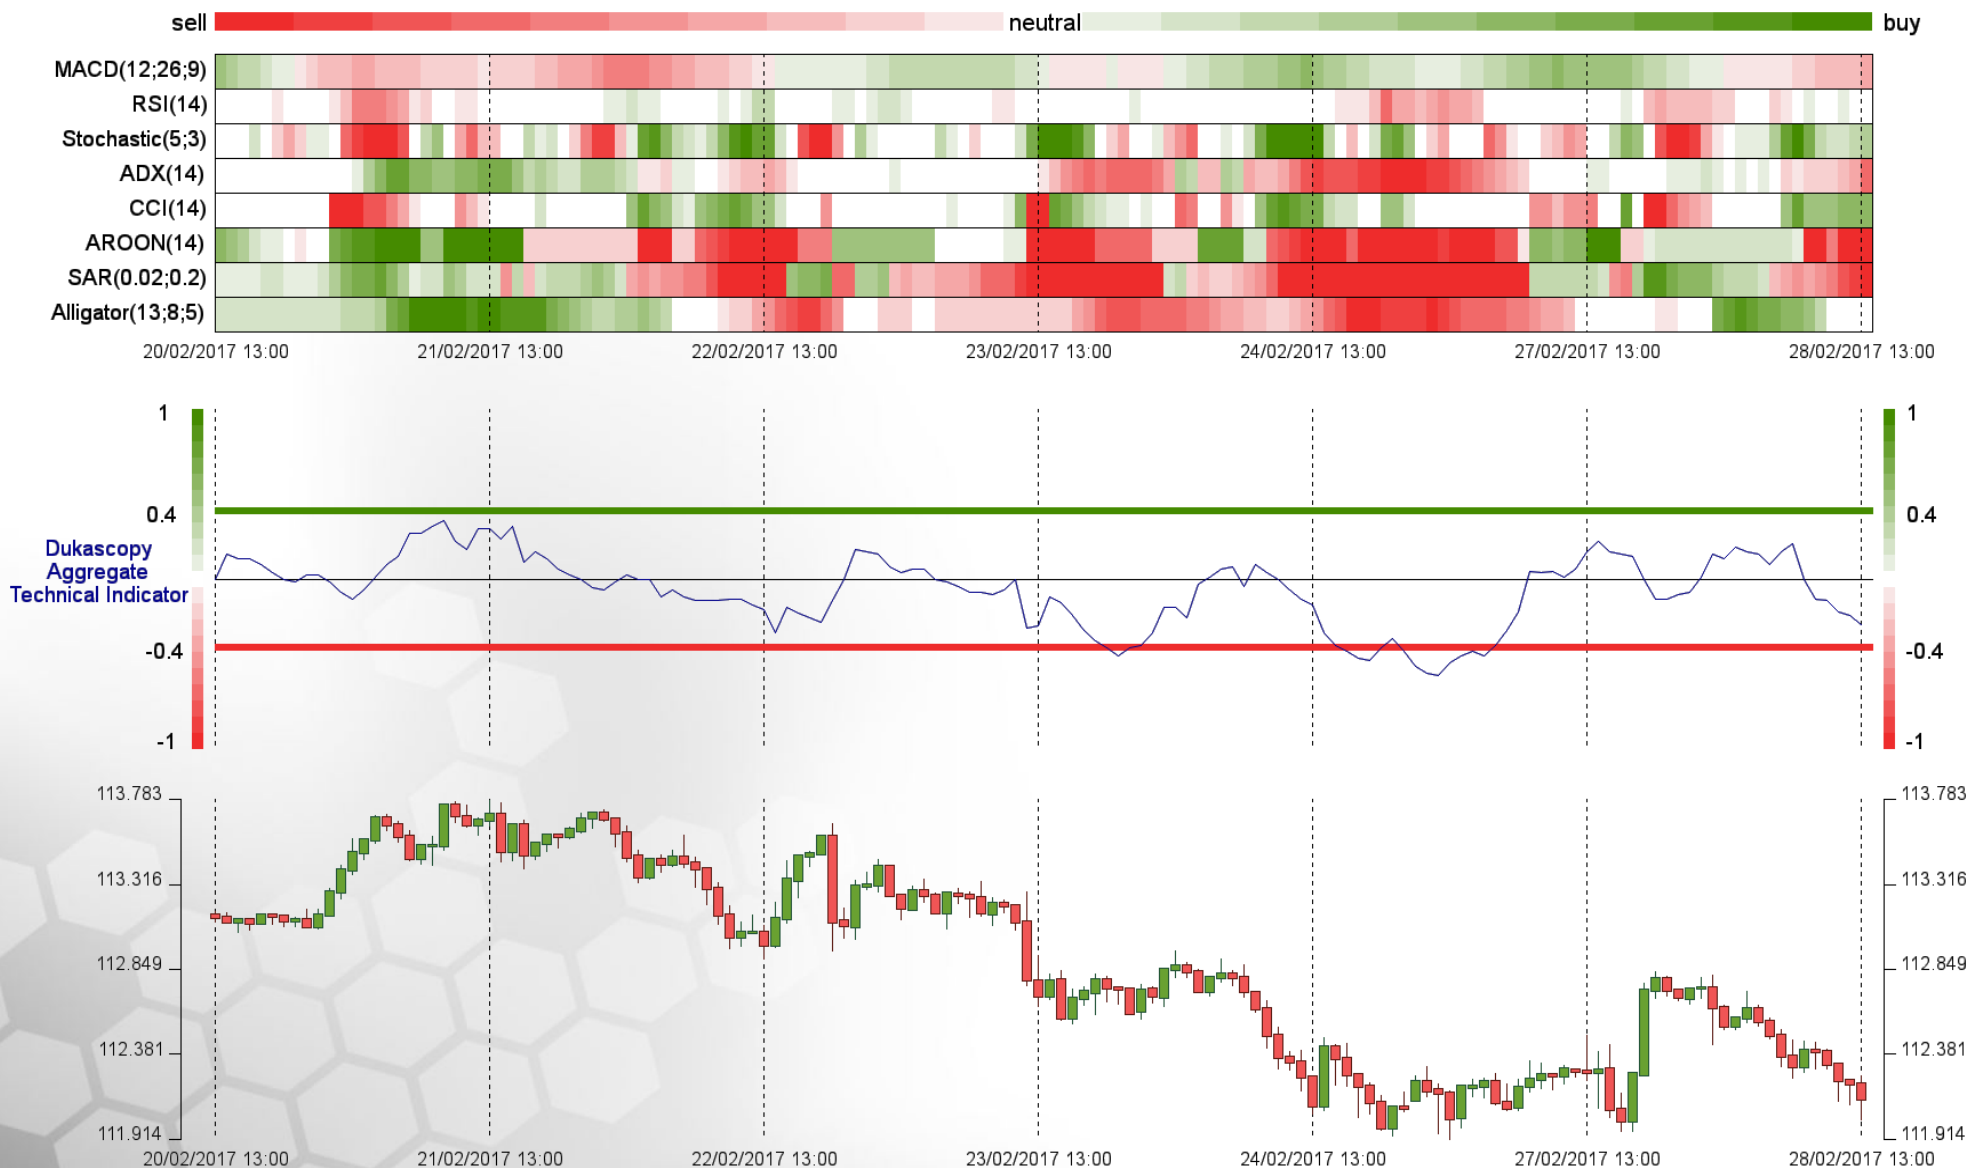 sell neutral buy
MACD(12;26;9)
RSI(14)
Stochastic(5;3)
ADX(14)
CCI(14)
AROON(14)
SAR(0.02;0.2)
Alligator(13;8;5)
20/02/2017 13:00 21/02/2017 13:00 22/02/2017 13:00 23/02/2017 13:00 24/02/2017 13:00 27/02/2017 13:00 28/02/2017 13:00
1 1
0.4 0.4
Dukascopy
Aggregate
Technical Indicator
-0.4 -0.4
-1 -1
113.783 113.783
113.316 113.316
112.849 112.849
112.381 112.381
111.914 111.914
20/02/2017 13:00 21/02/2017 13:00 22/02/2017 13:00 23/02/2017 13:00 24/02/2017 13:00 27/02/2017 13:00 28/02/2017 13:00